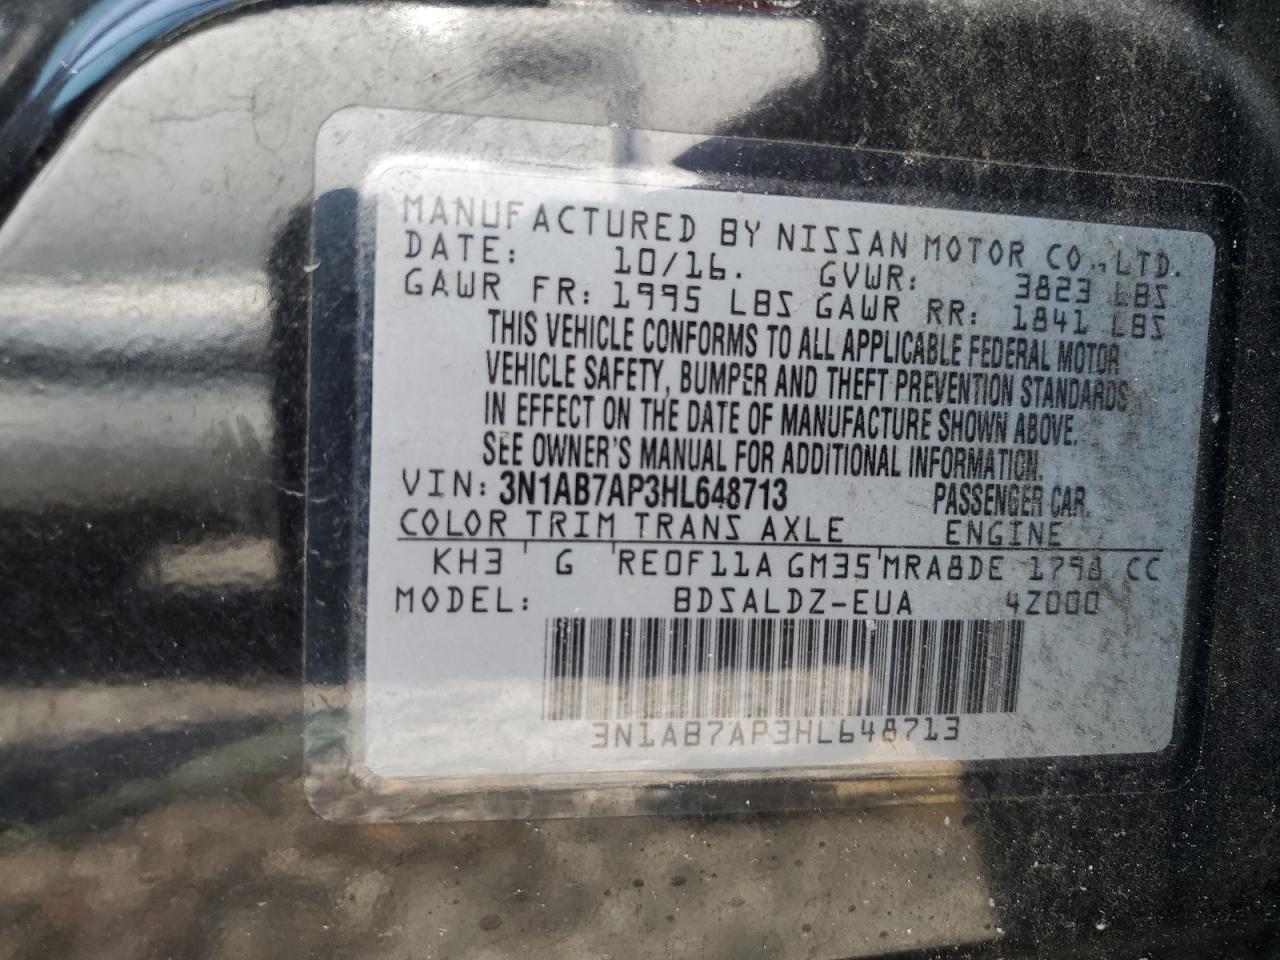 MANUFACTURED BY NISSAN MOTOR CO., LTD.
DATE: 10/16. GVWR: 3823 LBS
GAWR FR: 1995 LBS GAWR RR: 1841 LBS
THIS VEHICLE CONFORMS TO ALL APPLICABLE FEDERAL MOTOR
VEHICLE SAFETY, BUMPER AND THEFT PREVENTION STANDARDS
IN EFFECT ON THE DATE OF MANUFACTURE SHOWN ABOVE.
SEE OWNER'S MANUAL FOR ADDITIONAL INFORMATION.
VIN: 3N1AB7AP3HL648713 PASSENGER CAR.
COLOR TRIM TRANS AXLE ENGINE
KH3 G RE0F11A GM35 MRA8DE 1798 CC
MODEL: BDSALDZ-EUA 4Z000
3N1AB7AP3HL648713